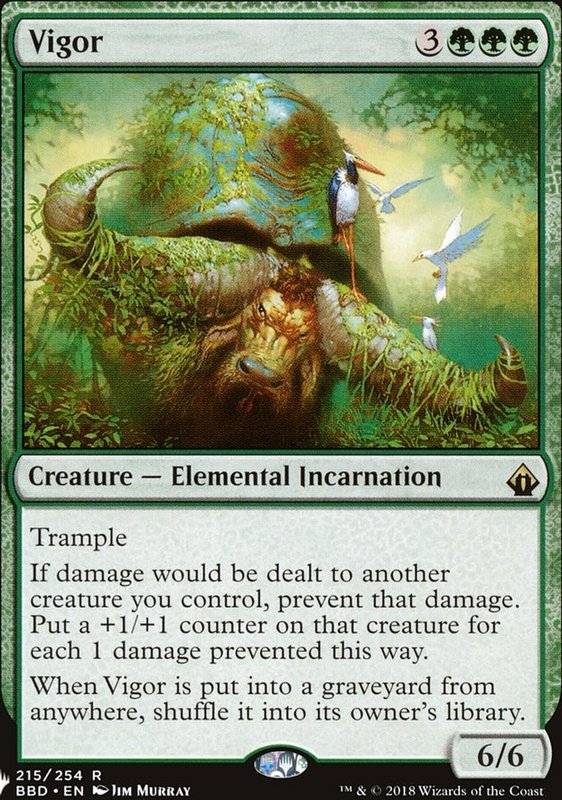 Vigor 3
Creature — Elemental Incarnation
Trample
If damage would be dealt to another
creature you control, prevent that damage.
Put a +1/+1 counter on that creature for
each 1 damage prevented this way.
When Vigor is put into a graveyard from
anywhere, shuffle it into its owner's library.
6/6
215/254 R
BBD • EN Jim Murray
™ & © 2018 Wizards of the Coast